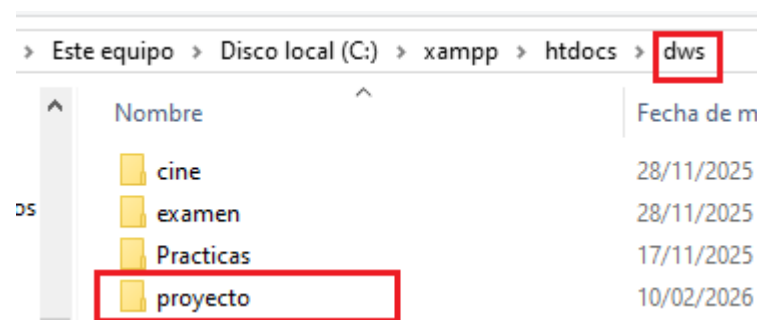 > Este equipo > Disco local (C:) > xampp > htdocs > dws
Nombre Fecha de m
cine 28/11/2025
os examen 28/11/2025
Practicas 17/11/2025
proyecto 10/02/2026